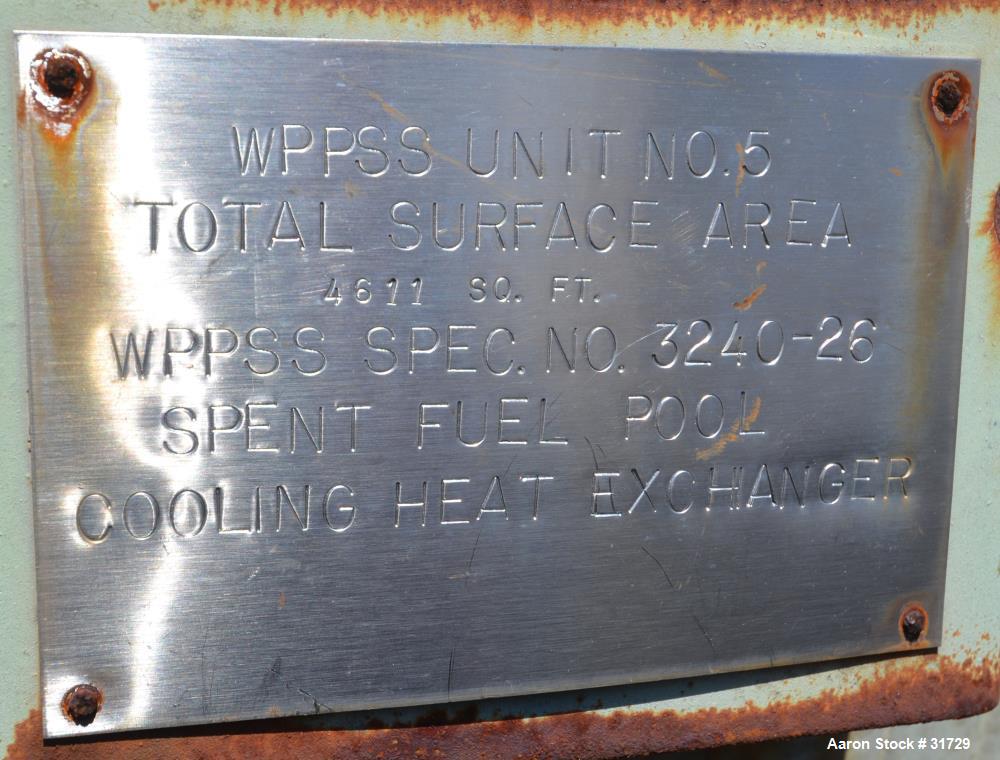 WPPSS UNIT NO.5
TOTAL SURFACE AREA
4611 SQ. FT.
WPPSS SPEC. NO. 3240-26
SPENT FUEL POOL
COOLING HEAT EXCHANGER
Aaron Stock # 31729